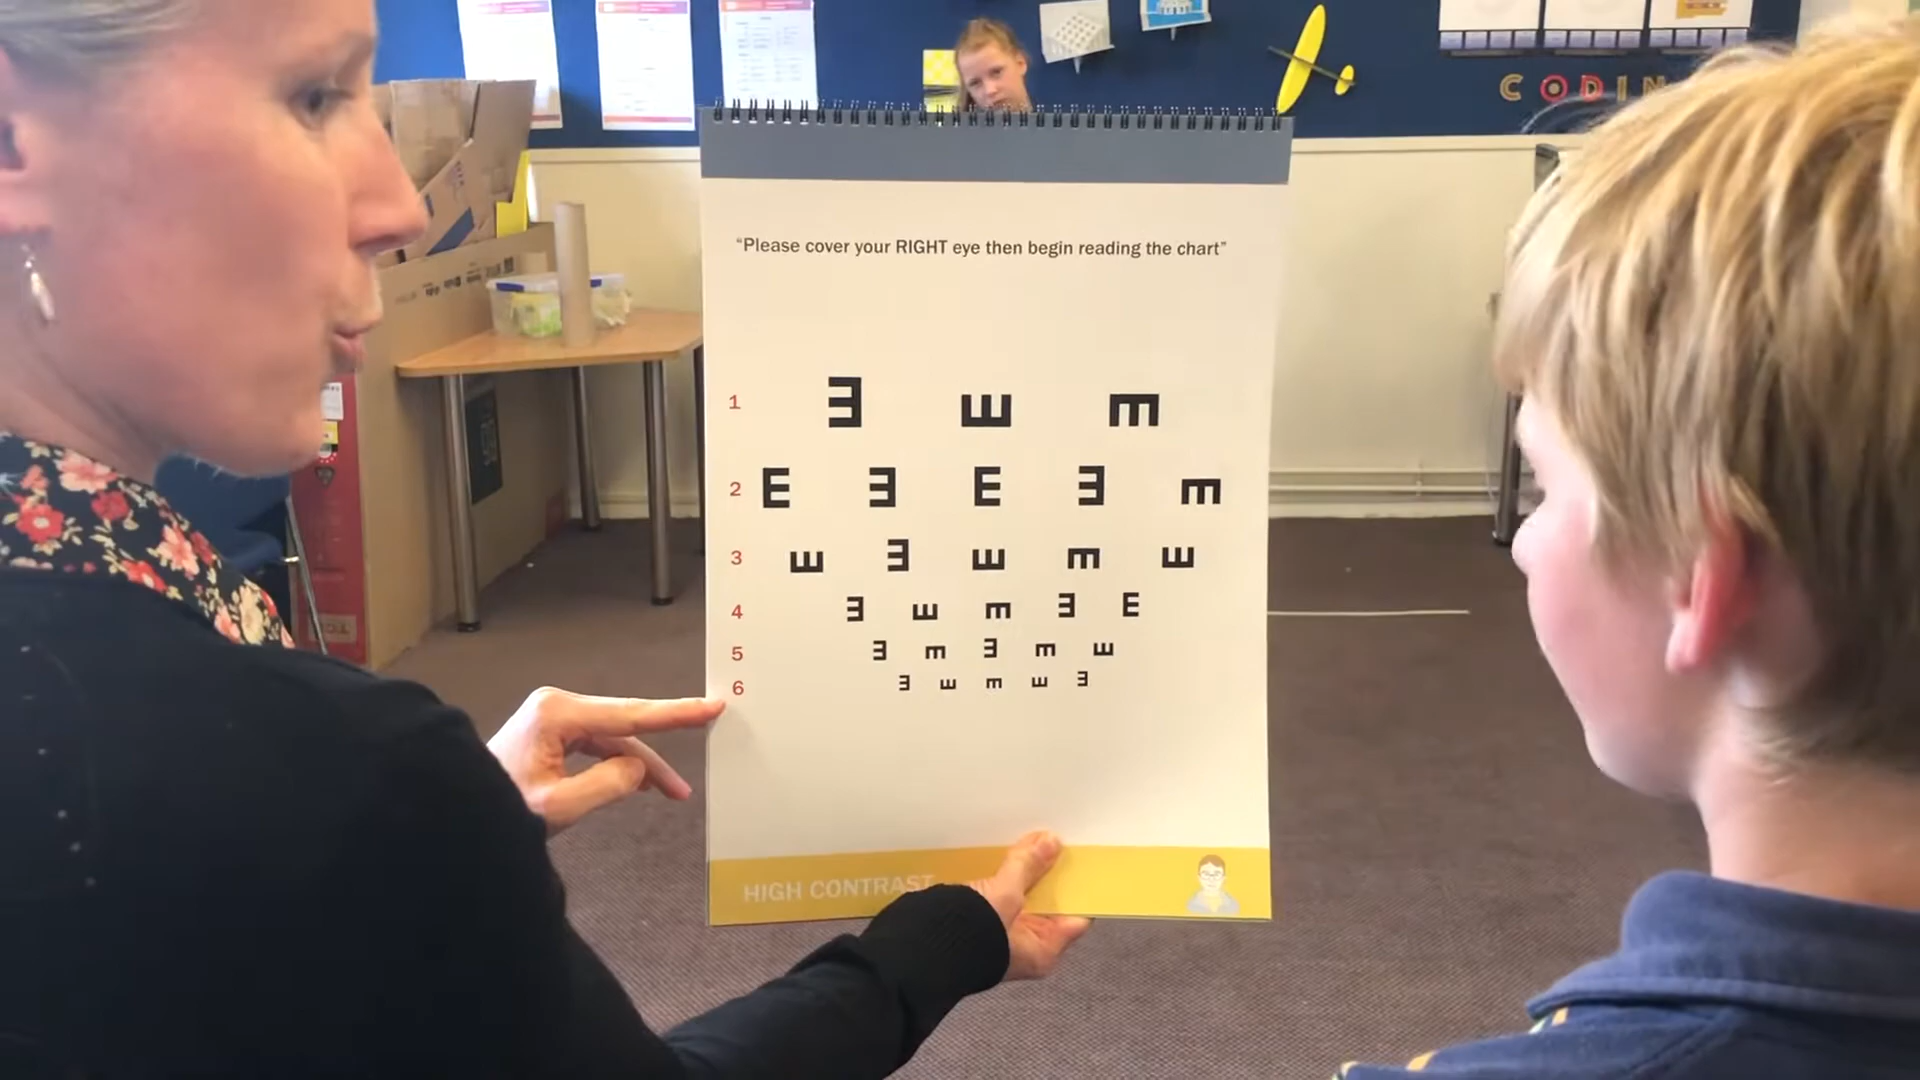 CODIN
“Please cover your RIGHT eye then begin reading the chart”
1 E E E
2 E E E E E
3 E E E E E
4 E E E E E
5 E E E E E
6 E E E E E
HIGH CONTRAST